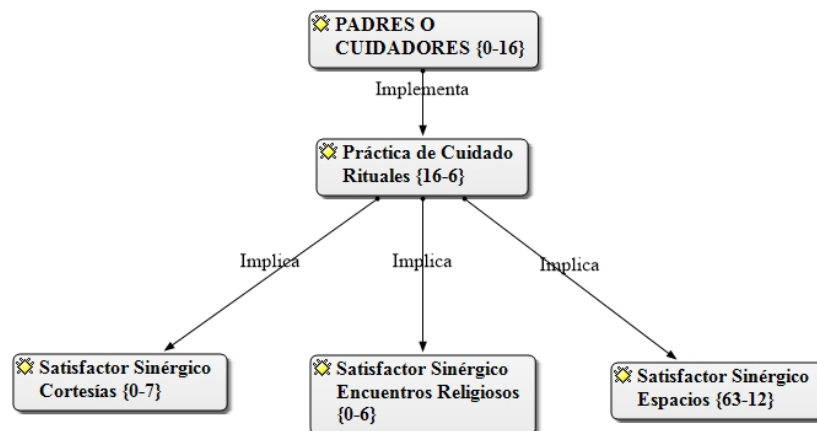 PADRES O
CUIDADORES {0-16}
Implementa
Práctica de Cuidado
Rituales {16-6}
Implica
Implica
Implica
Satisfactor Sinérgico
Cortesías {0-7}
Satisfactor Sinérgico
Encuentros Religiosos
{0-6}
Satisfactor Sinérgico
Espacios {63-12}